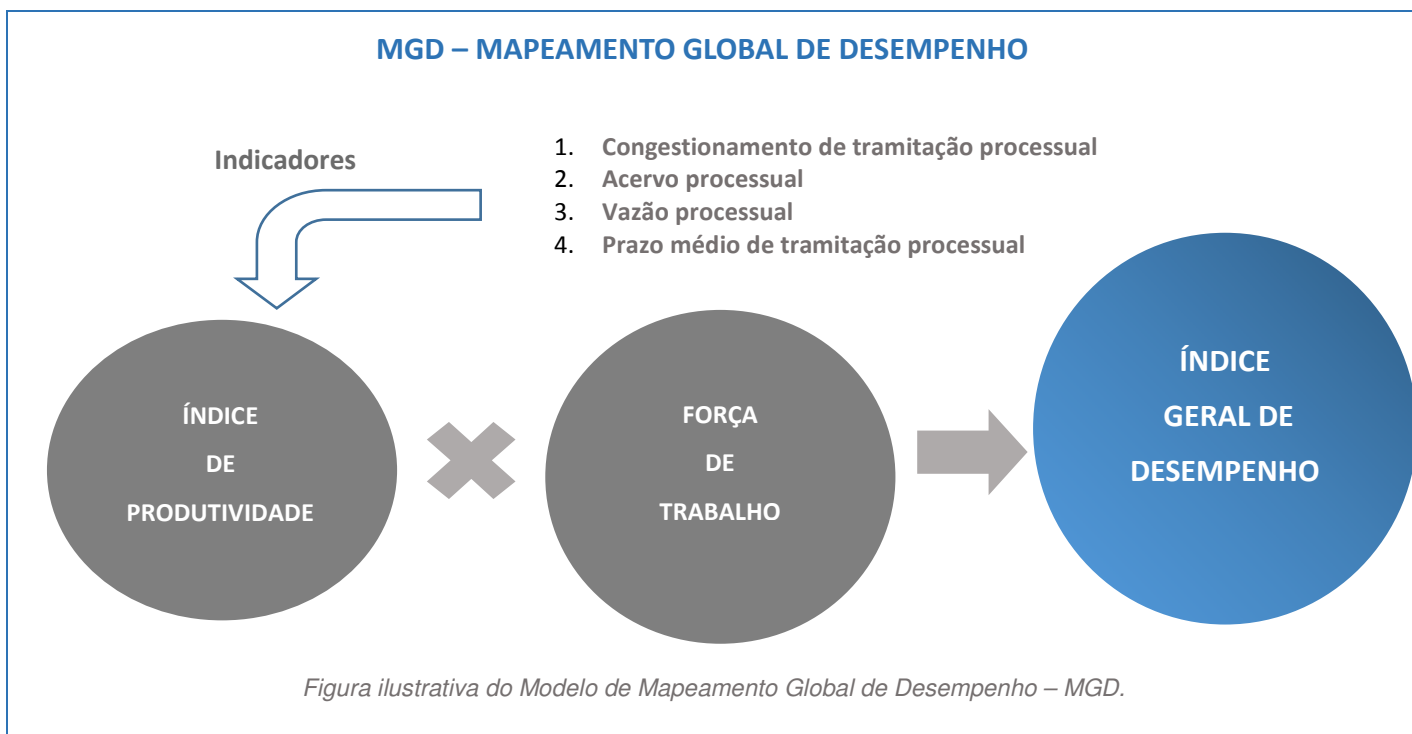 MGD – MAPEAMENTO GLOBAL DE DESEMPENHO
Indicadores
1. Congestionamento de tramitação processual
2. Acervo processual
3. Vazão processual
4. Prazo médio de tramitação processual
ÍNDICE
DE
PRODUTIVIDADE
FORÇA
DE
TRABALHO
ÍNDICE
GERAL DE
DESEMPENHO
Figura ilustrativa do Modelo de Mapeamento Global de Desempenho – MGD.